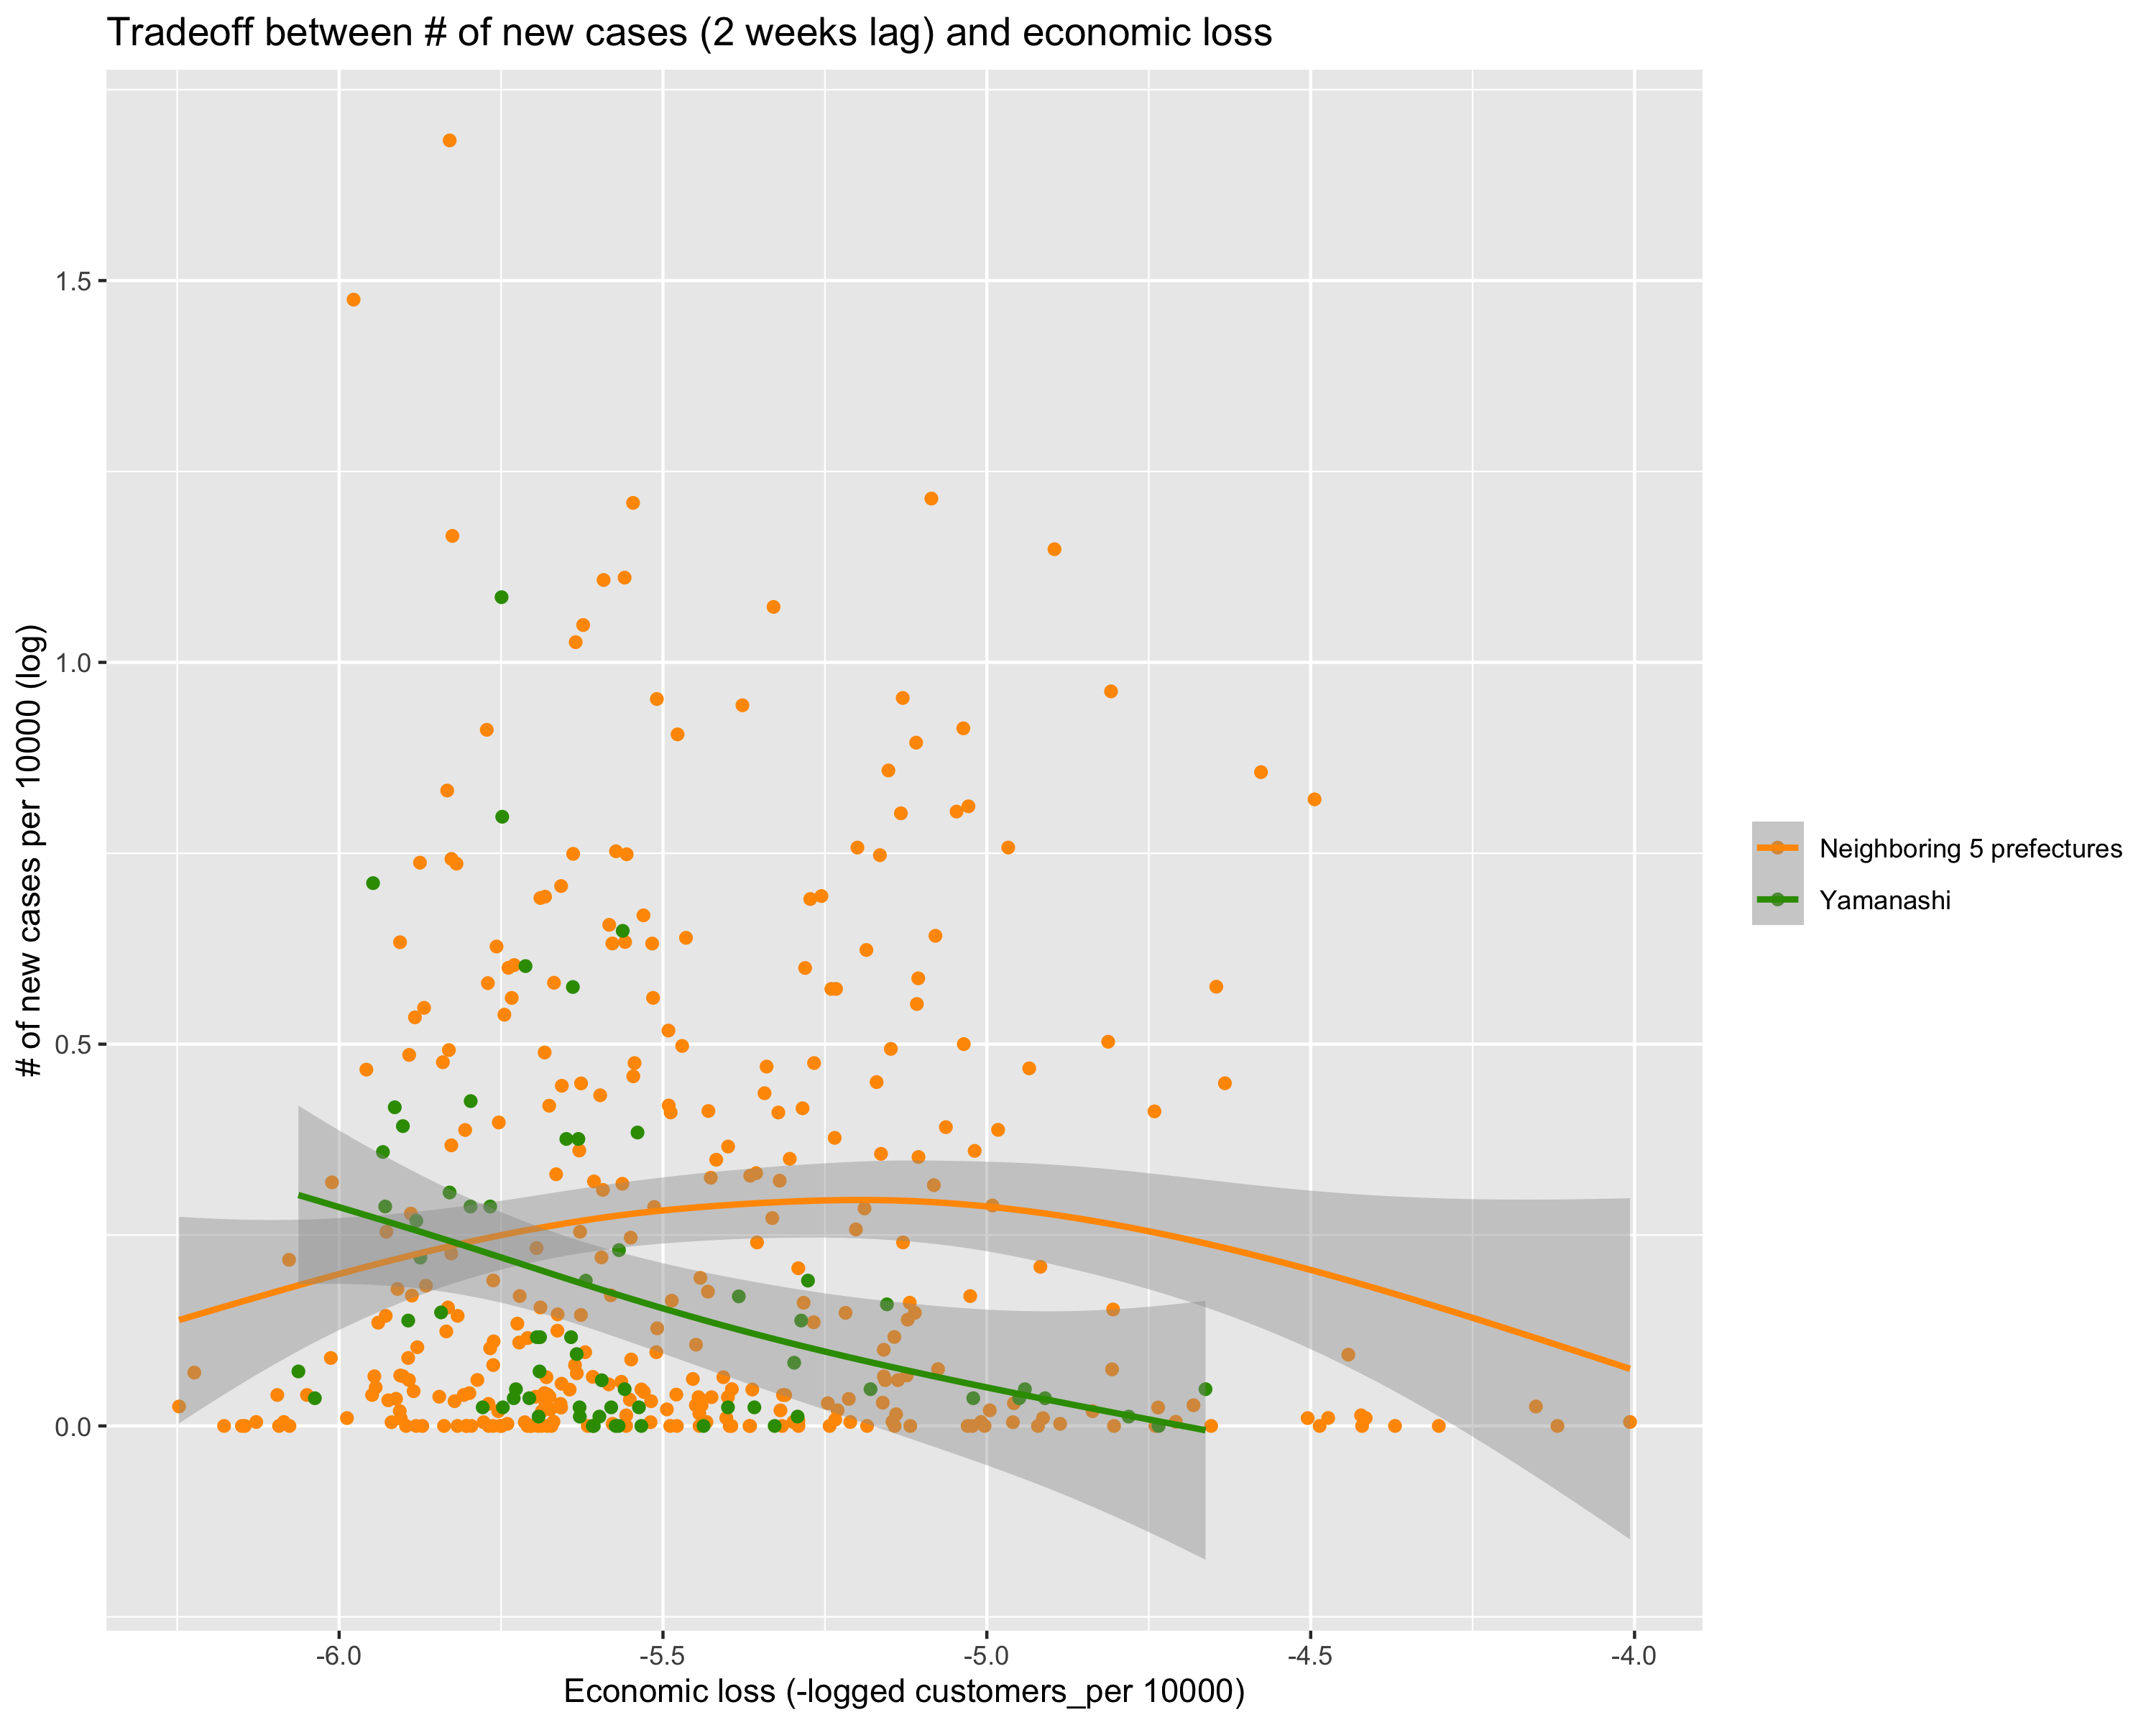 Tradeoff between # of new cases (2 weeks lag) and economic loss
# of new cases per 10000 (log)
1.5
1.0
0.5
0.0
-6.0
-5.5
-5.0
-4.5
-4.0
Economic loss (-logged customers_per 10000)
Neighboring 5 prefectures
Yamanashi